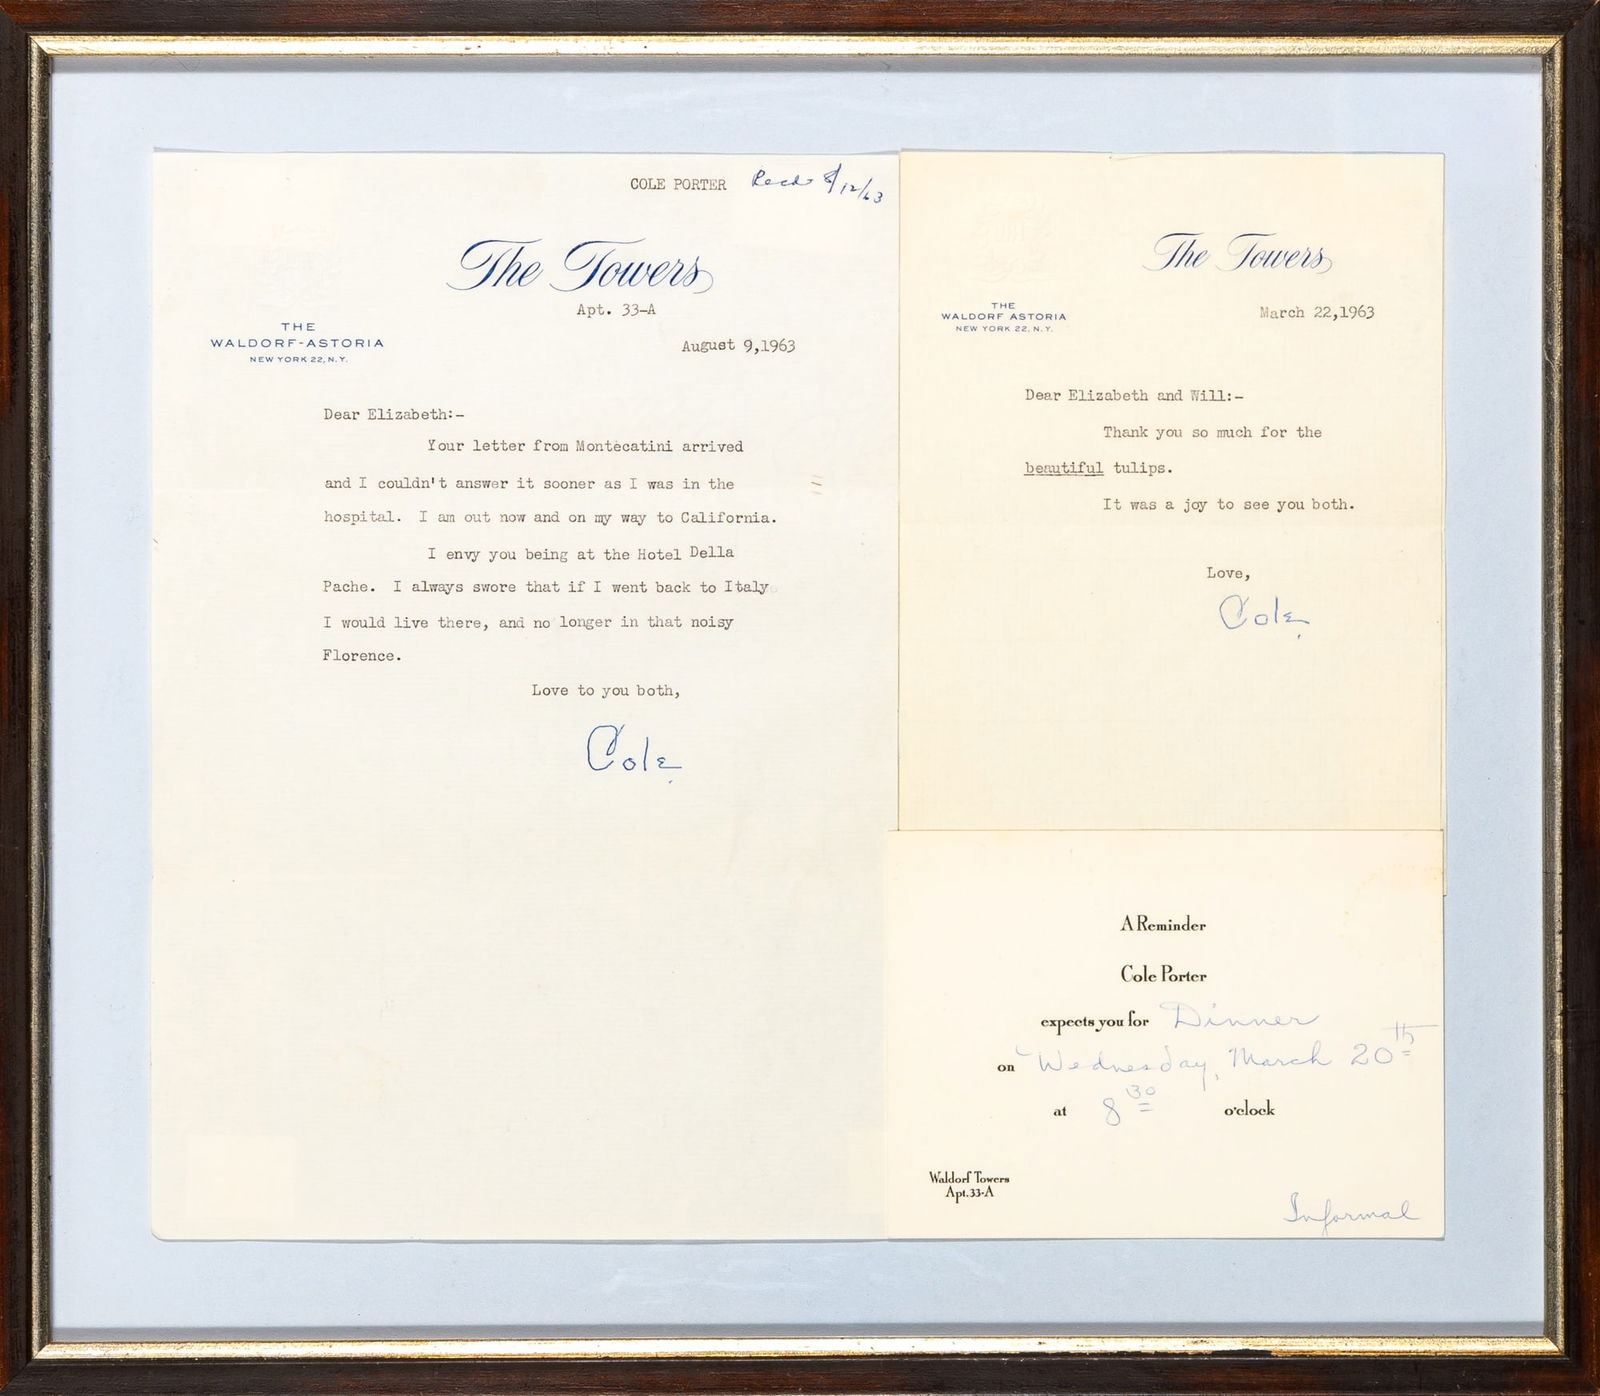 COLE PORTER Recd 8/12/63
The Towers
Apt. 33-A
THE
WALDORF-ASTORIA
NEW YORK 22, N.Y.
August 9,1963
Dear Elizabeth:-
Your letter from Montecatini arrived
and I couldn't answer it sooner as I was in the
hospital. I am out now and on my way to California.
I envy you being at the Hotel Della
Pache. I always swore that if I went back to Italy
I would live there, and no longer in that noisy
Florence.
Love to you both,
Cole
The Towers
THE
WALDORF ASTORIA
NEW YORK 22, N.Y.
March 22,1963
Dear Elizabeth and Will:-
Thank you so much for the
beautiful tulips.
It was a joy to see you both.
Love,
Cole
A Reminder
Cole Porter
expects you for Dinner
on Wednesday, March 20th
at 8 30 o'clock
Waldorf Towers
Apt. 33-A
Informal